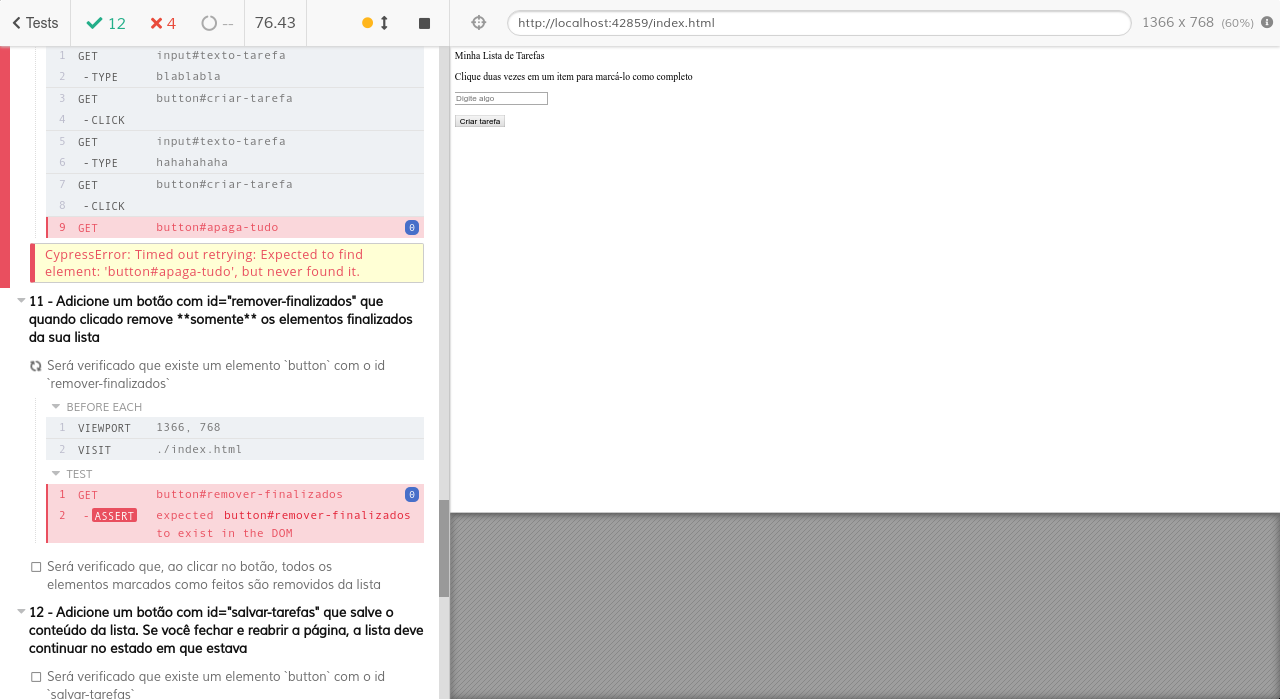 Tests
12
4
--
76.43
http://localhost:42859/index.html
1366 x 768 (60%)
1 GET input#texto-tarefa
2 -TYPE blablabla
3 GET button#criar-tarefa
4 -CLICK
5 GET input#texto-tarefa
6 -TYPE hahahahaha
7 GET button#criar-tarefa
8 -CLICK
9 GET button#apaga-tudo 0
CypressError: Timed out retrying: Expected to find
element: 'button#apaga-tudo', but never found it.
11 - Adicione um botão com id="remover-finalizados" que
quando clicado remove **somente** os elementos finalizados
da sua lista
Será verificado que existe um elemento `button` com o id
`remover-finalizados`
BEFORE EACH
1 VIEWPORT 1366, 768
2 VISIT ./index.html
TEST
1 GET button#remover-finalizados 0
2 -ASSERT expected button#remover-finalizados
to exist in the DOM
Será verificado que, ao clicar no botão, todos os
elementos marcados como feitos são removidos da lista
12 - Adicione um botão com id="salvar-tarefas" que salve o
conteúdo da lista. Se você fechar e reabrir a página, a lista deve
continuar no estado em que estava
Será verificado que existe um elemento `button` com o id
`salvar-tarefas`
Minha Lista de Tarefas
Clique duas vezes em um item para marcá-lo como completo
Digite algo
Criar tarefa